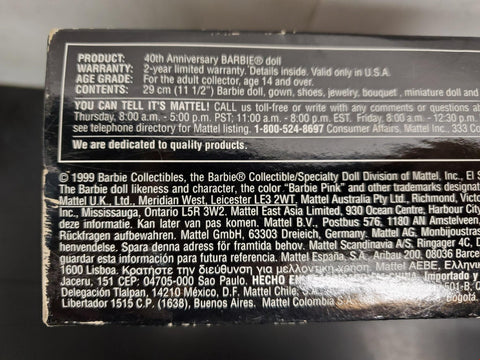 PRODUCT: 40th Anniversary BARBIE® doll
WARRANTY: 2-year limited warranty. Details inside. Valid only in U.S.A.
AGE GRADE: For the adult collector, age 14 and over.
CONTENTS: 29 cm (11 1/2") Barbie doll, gown, shoes, jewelry, bouquet , miniature doll and
YOU CAN TELL IT'S MATTEL! CALL us toll-free or write with any comments or questions ab
Thursday, 8:00 a.m. - 5:00 p.m. PST; 11:00 a.m. - 8:00 p.m. EST. Friday, 8:00 a.m. - 12:30 p.m.
see telephone directory for Mattel listing. 1-800-524-8697 Consumer Affairs, Mattel Inc. 333 Co
We are dedicated to quality products.
© 1999 Barbie Collectibles, the Barbie® Collectible/Specialty Doll Division of Mattel, Inc., El S
The Barbie doll likeness and character, the color "Barbie Pink" and other trademarks designat
Mattel U.K., Ltd., Meridian West, Leicester LE3 2WT. Mattel Australia Pty. Ltd., Richmond, Victor
Inc., Mississauga, Ontario L5R 3W2. Mattel East Asia Limited, 930 Ocean Centre, Harbour City
deze informatie. Kan later van pas komen. Mattel B.V., Postbus 576, 1180 AN Amstelveen,
Rückfragen aufbewahren. Mattel GmbH, 63303 Dreieich, Germany. Mattel AG, Monbijoustras
henvendelse. Spara denna adress för framtida behov. Mattel Scandinavia A/S, Ringager 4C, D
guardar esta información para el futuro. Mattel España, S.A., Aribau 200, 08036 Barce
1600 Lisboa. Κρατήστε την διεύθυνση για μελλοντική χρήση. Mattel AEBE, Ελληνικ
Jaceru, 151 CEP: 04705-000 Sao Paulo. HECHO EN CHINA. Importado y
Delegación Tlalpan, 14210 México, D.F. Mattel Chile, S.A. 501-B, C
Libertador 1515 C.P. (1638), Buenos Aires. Mattel Colombia S.A. Bogotá.